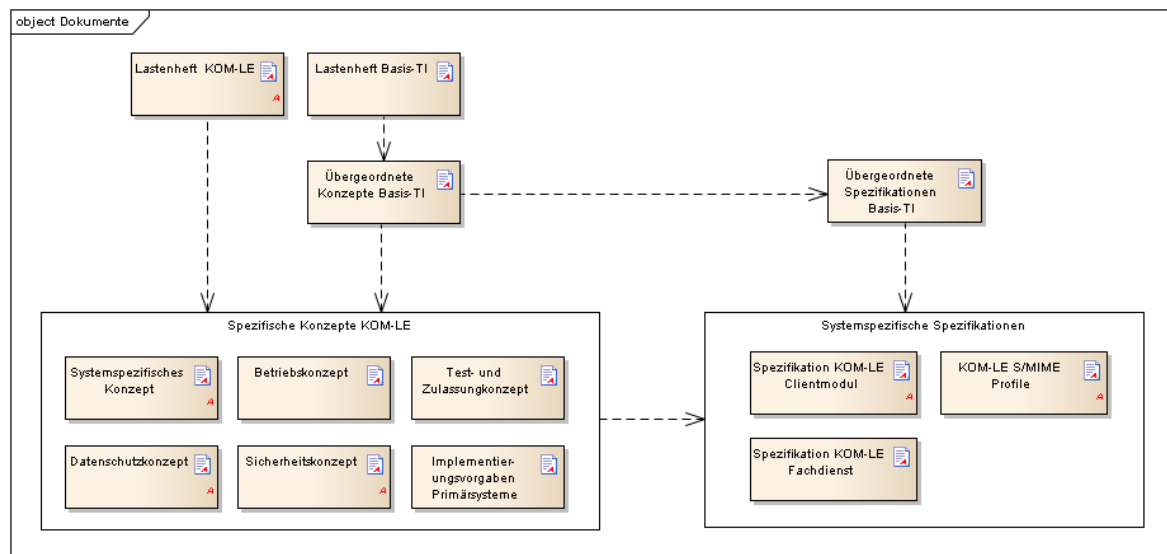 object Dokumente
Lastenheft KOM-LE
A
Lastenheft Basis-TI
Übergeordnete
Konzepte Basis-TI
Übergeordnete
Spezifikationen
Basis-TI
Spezifische Konzepte KOM-LE
Systemspezifisches
Konzept
A
Betriebskonzept
Test- und
Zulassungkonzept
Datenschutzkonzept
A
Sicherheitskonzept
A
Implementier-
ungsvorgaben
Primärsysteme
Systemspezifische Spezifikationen
Spezifikation KOM-LE
Clientmodul
A
KOM-LE S/MIME
Profile
A
Spezifikation KOM-LE
Fachdienst